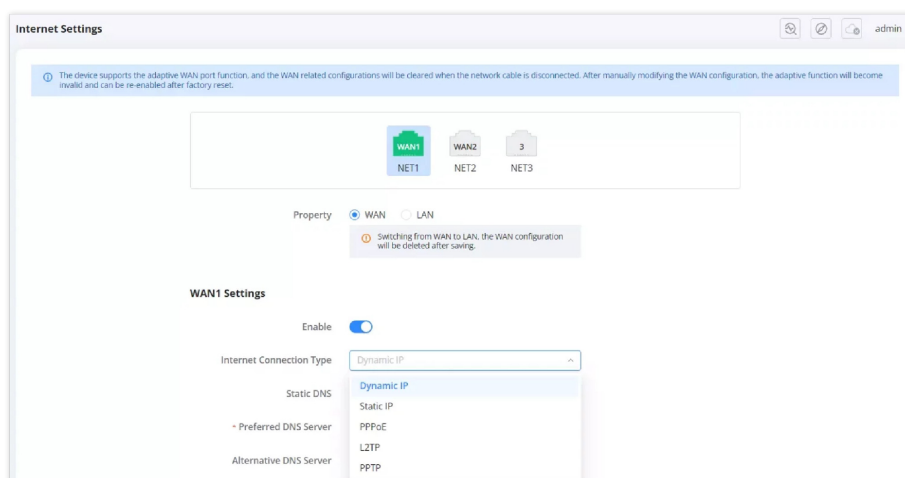 Internet Settings
admin
The device supports the adaptive WAN port function, and the WAN related configurations will be cleared when the network cable is disconnected. After manually modifying the WAN configuration, the adaptive function will become
invalid and can be re-enabled after factory reset.
WAN1 WAN2 3
NET1 NET2 NET3
Property WAN LAN
Switching from WAN to LAN, the WAN configuration
will be deleted after saving.
WAN1 Settings
Enable
Internet Connection Type Dynamic IP
Dynamic IP
Static DNS
Static IP
* Preferred DNS Server PPPoE
L2TP
Alternative DNS Server
PPTP